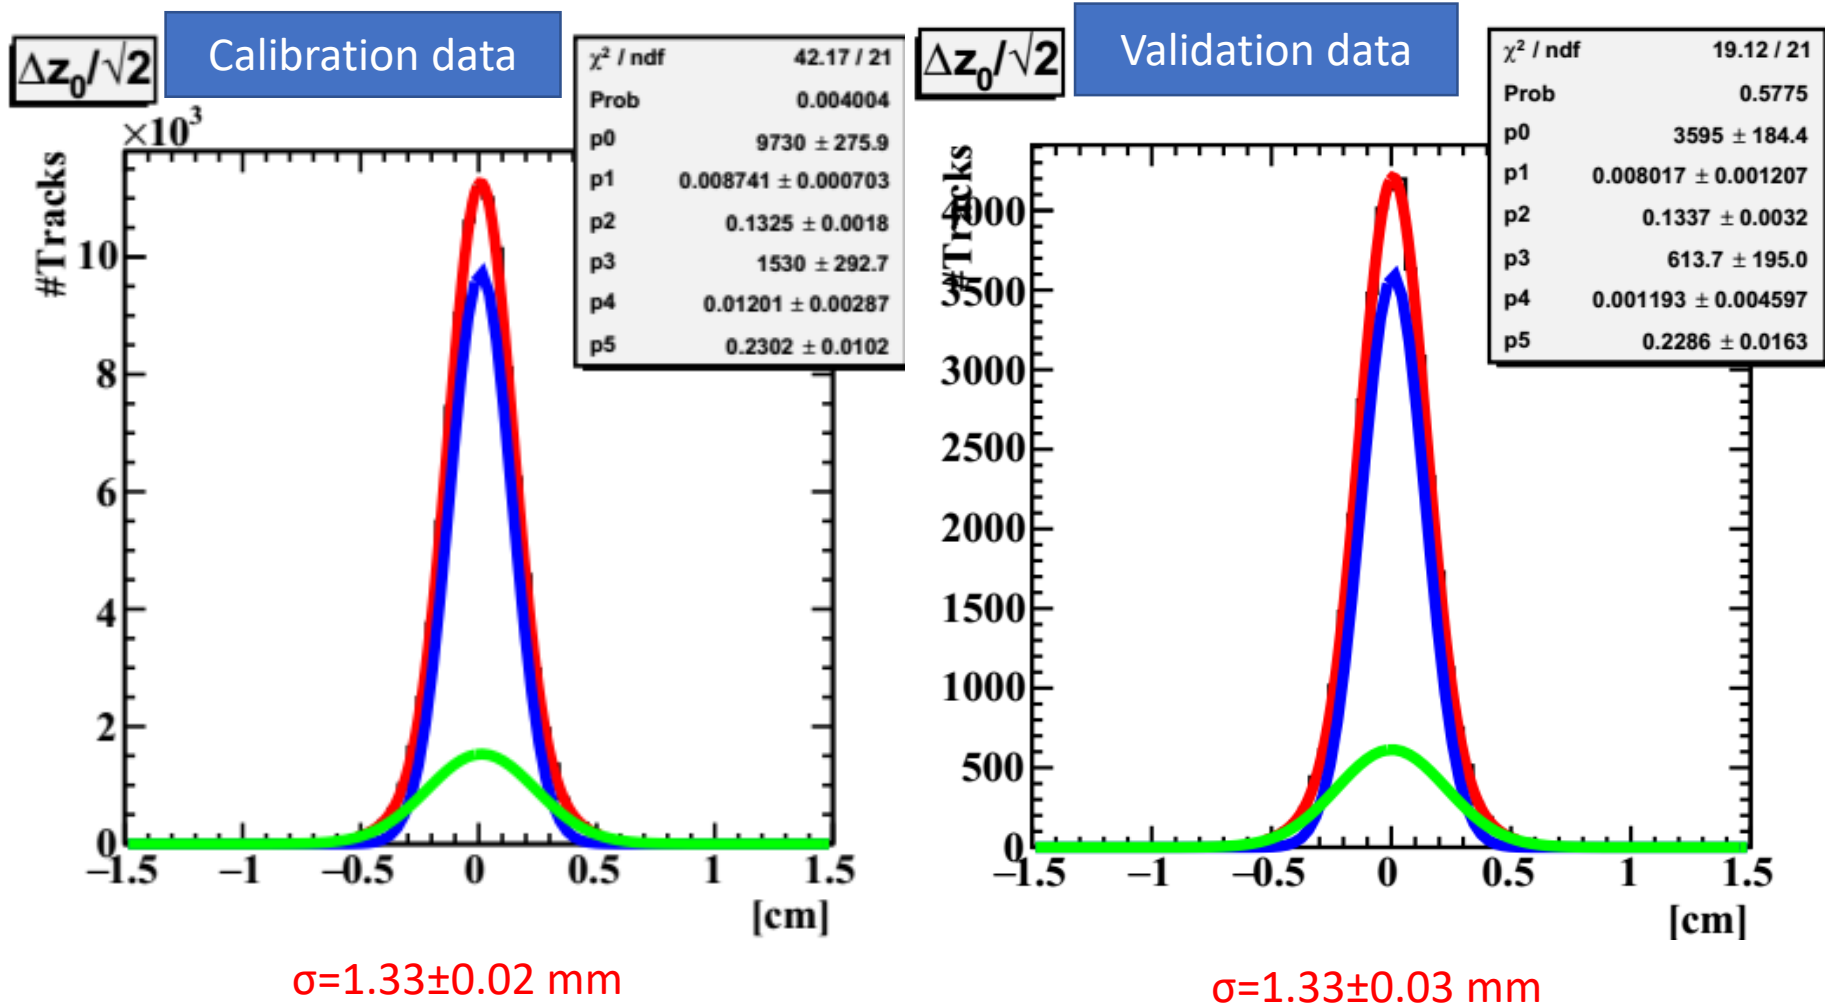 Δz₀/√2
Calibration data
χ² / ndf 42.17 / 21
Prob 0.004004
p0 9730 ± 275.9
p1 0.008741 ± 0.000703
p2 0.1325 ± 0.0018
p3 1530 ± 292.7
p4 0.01201 ± 0.00287
p5 0.2302 ± 0.0102
×10³
#Tracks
10
8
6
4
2
0
−1.5 −1 −0.5 0 0.5 1 1.5
[cm]
σ=1.33±0.02 mm
Δz₀/√2
Validation data
χ² / ndf 19.12 / 21
Prob 0.5775
p0 3595 ± 184.4
p1 0.008017 ± 0.001207
p2 0.1337 ± 0.0032
p3 613.7 ± 195.0
p4 0.001193 ± 0.004597
p5 0.2286 ± 0.0163
#Tracks
4000
3500
3000
2500
2000
1500
1000
500
0
−1.5 −1 −0.5 0 0.5 1 1.5
[cm]
σ=1.33±0.03 mm